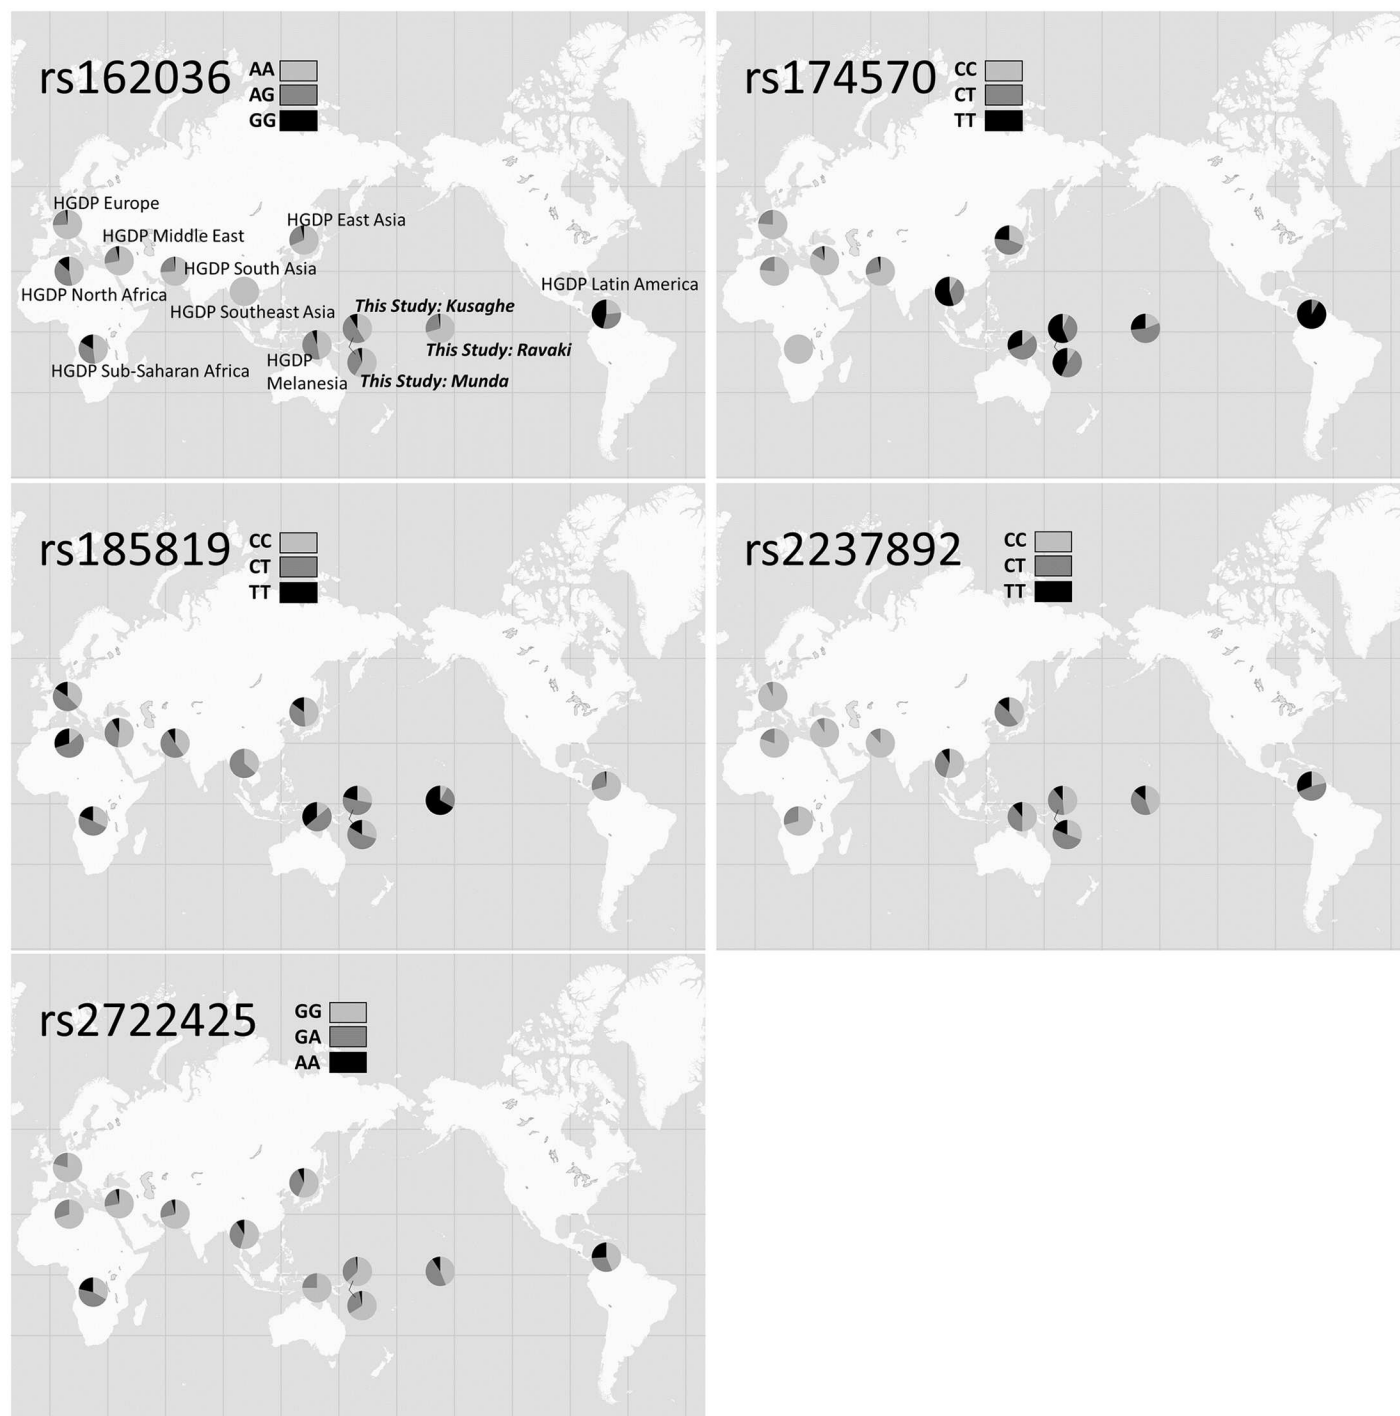 rs162036
AA
AG
GG
HGDP Europe
HGDP East Asia
HGDP Middle East
HGDP South Asia
HGDP Latin America
HGDP North Africa
HGDP Southeast Asia
This Study: Kusaghe
This Study: Ravaki
HGDP
Melanesia
HGDP Sub-Saharan Africa
This Study: Munda
rs174570
CC
CT
TT
rs185819
CC
CT
TT
rs2237892
CC
CT
TT
rs2722425
GG
GA
AA